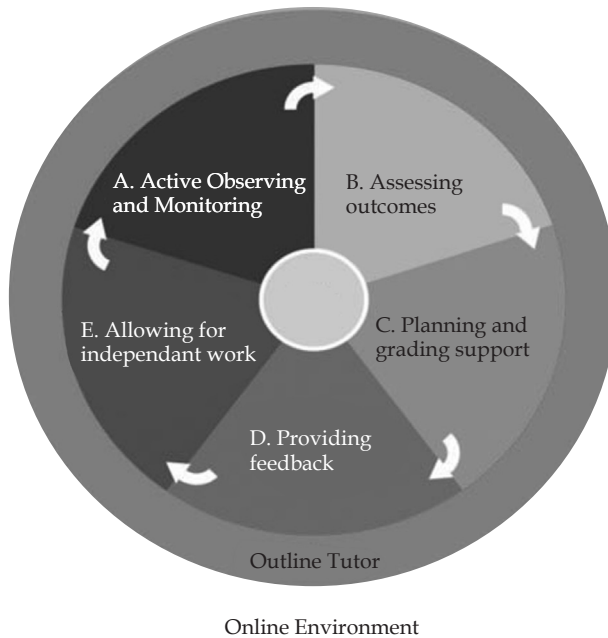 A. Active Observing
and Monitoring
B. Assessing
outcomes
C. Planning and
grading support
D. Providing
feedback
E. Allowing for
independant work
Outline Tutor
Online Environment